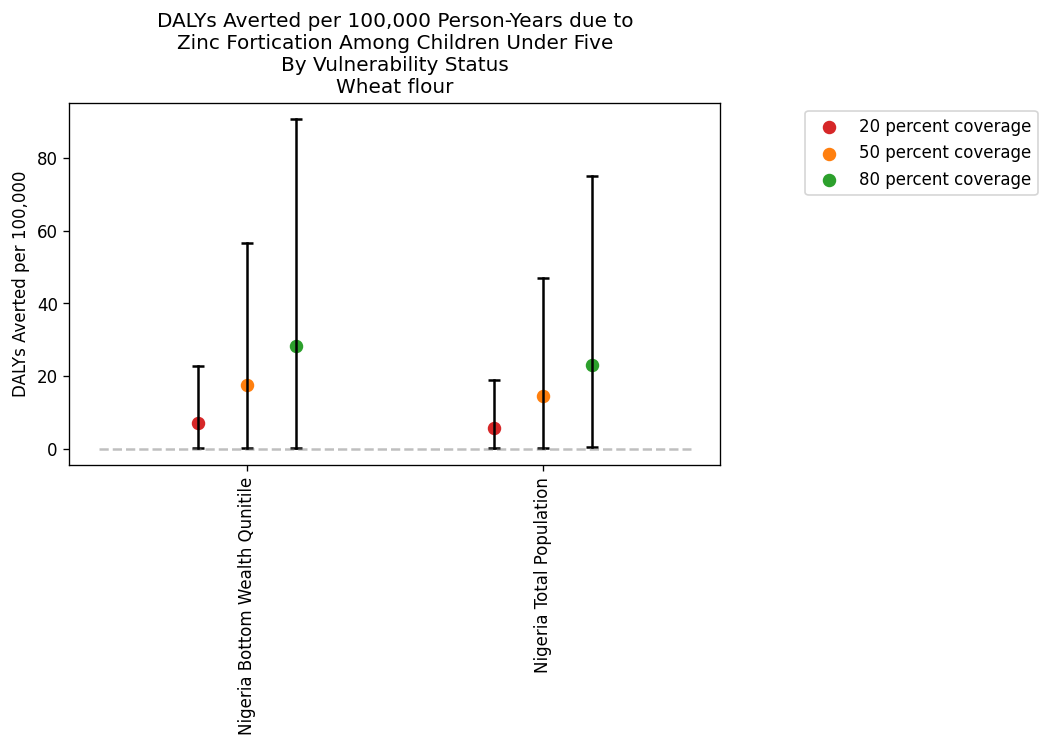 DALYs Averted per 100,000 Person-Years due to
Zinc Fortication Among Children Under Five
By Vulnerability Status
Wheat flour
20 percent coverage
50 percent coverage
80 percent coverage
DALYs Averted per 100,000
80
60
40
20
0
Nigeria Bottom Wealth Qunitile
Nigeria Total Population